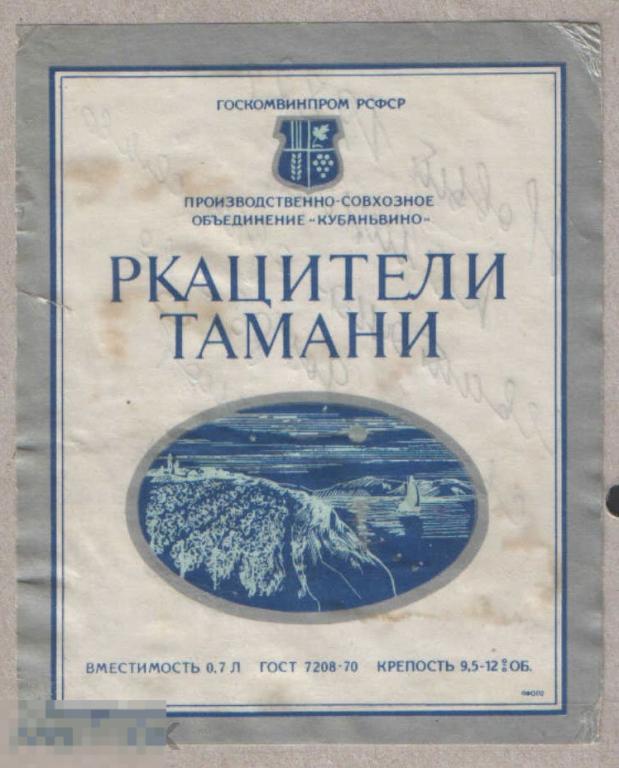 ГОСКОМВИНПРОМ РСФСР
ПРОИЗВОДСТВЕННО-СОВХОЗНОЕ
ОБЪЕДИНЕНИЕ "КУБАНЬВИНО"
РКАЦИТЕЛИ
ТАМАНИ
ВМЕСТИМОСТЬ 0,7 Л ГОСТ 7208-70 КРЕПОСТЬ 9,5-12 % ОБ.